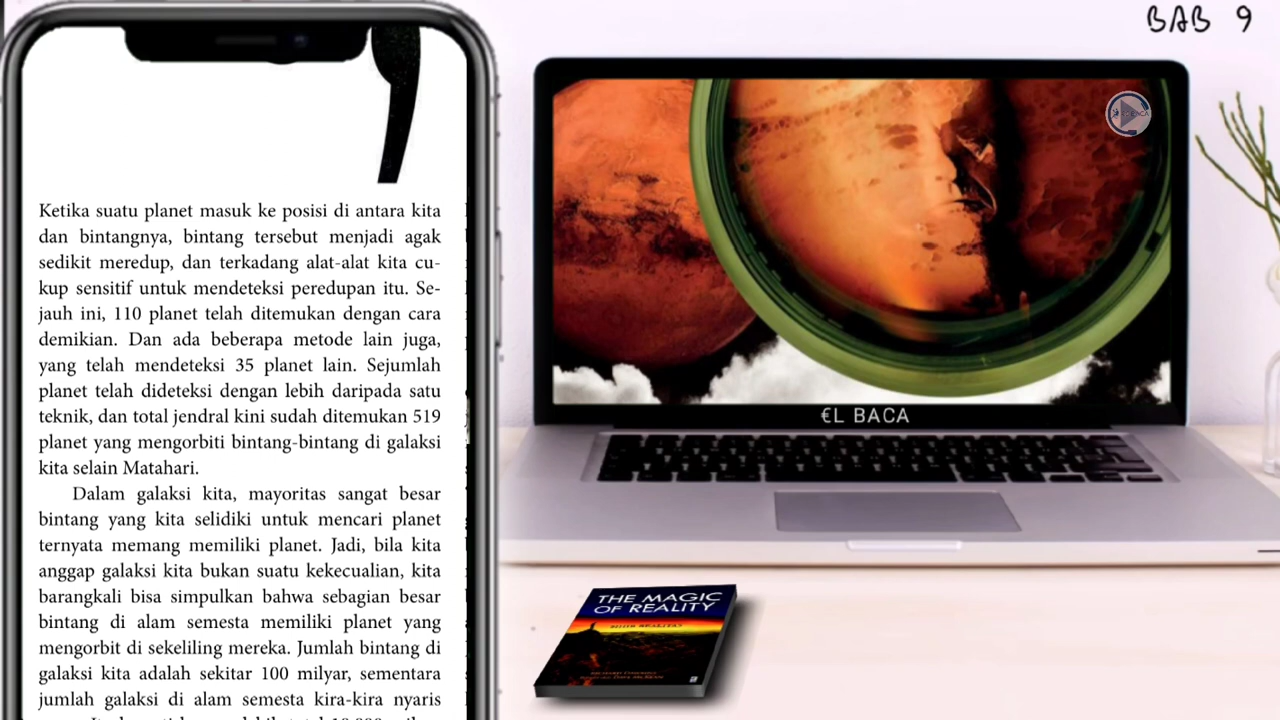 BAB 9
Ketika suatu planet masuk ke posisi di antara kita
dan bintangnya, bintang tersebut menjadi agak
sedikit meredup, dan terkadang alat-alat kita cu-
kup sensitif untuk mendeteksi peredupan itu. Se-
jauh ini, 110 planet telah ditemukan dengan cara
demikian. Dan ada beberapa metode lain juga,
yang telah mendeteksi 35 planet lain. Sejumlah
planet telah dideteksi dengan lebih daripada satu
teknik, dan total jendral kini sudah ditemukan 519
planet yang mengorbiti bintang-bintang di galaksi
kita selain Matahari.
Dalam galaksi kita, mayoritas sangat besar
bintang yang kita selidiki untuk mencari planet
ternyata memang memiliki planet. Jadi, bila kita
anggap galaksi kita bukan suatu kekecualian, kita
barangkali bisa simpulkan bahwa sebagian besar
bintang di alam semesta memiliki planet yang
mengorbit di sekeliling mereka. Jumlah bintang di
galaksi kita adalah sekitar 100 milyar, sementara
jumlah galaksi di alam semesta kira-kira nyaris
€L BACA
THE MAGIC
OF REALITY